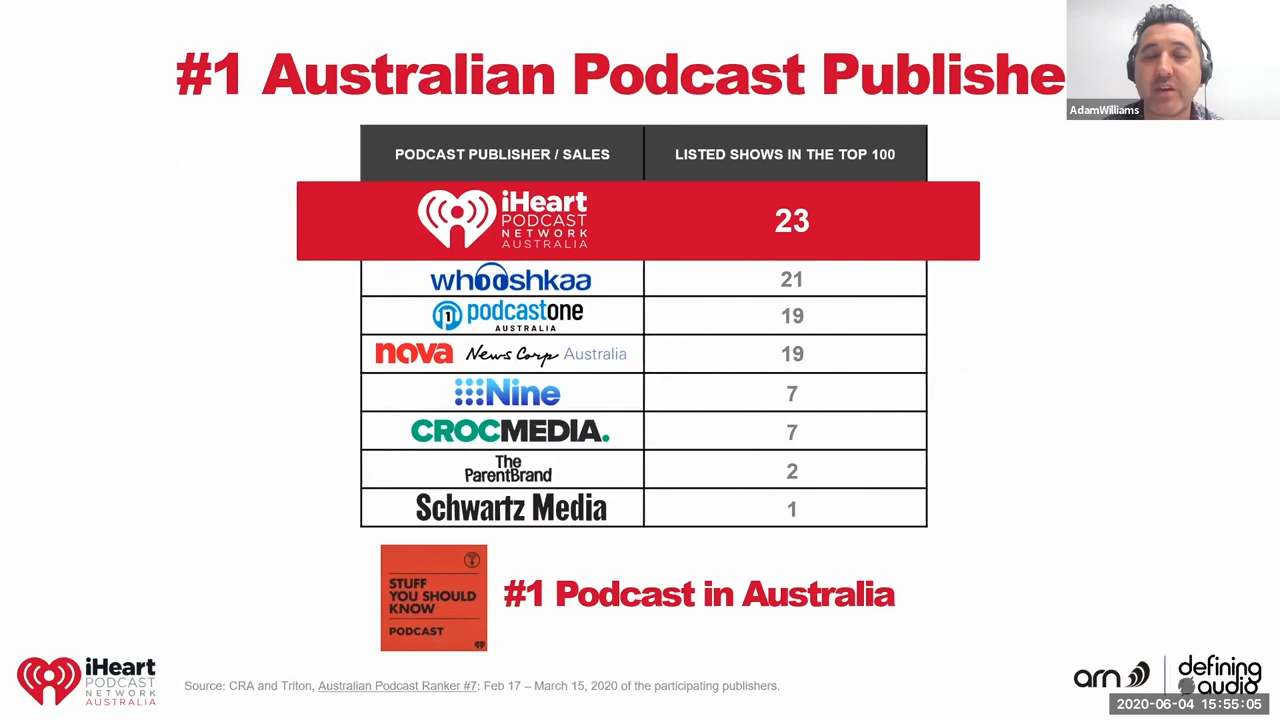 #1 Australian Podcast Publishe
AdamWilliams
PODCAST PUBLISHER / SALES
LISTED SHOWS IN THE TOP 100
iHeart
PODCAST
NETWORK
AUSTRALIA
23
whooshkaa
21
1 podcastone
AUSTRALIA
19
nova News Corp Australia
19
Nine
7
CROCMEDIA.
7
The
ParentBrand
2
Schwartz Media
1
STUFF
YOU SHOULD
KNOW
PODCAST
#1 Podcast in Australia
iHeart
PODCAST
NETWORK
AUSTRALIA
Source: CRA and Triton, Australian Podcast Ranker #7: Feb 17 – March 15, 2020 of the participating publishers.
arn
defining
audio
2020-06-04 15:55:05